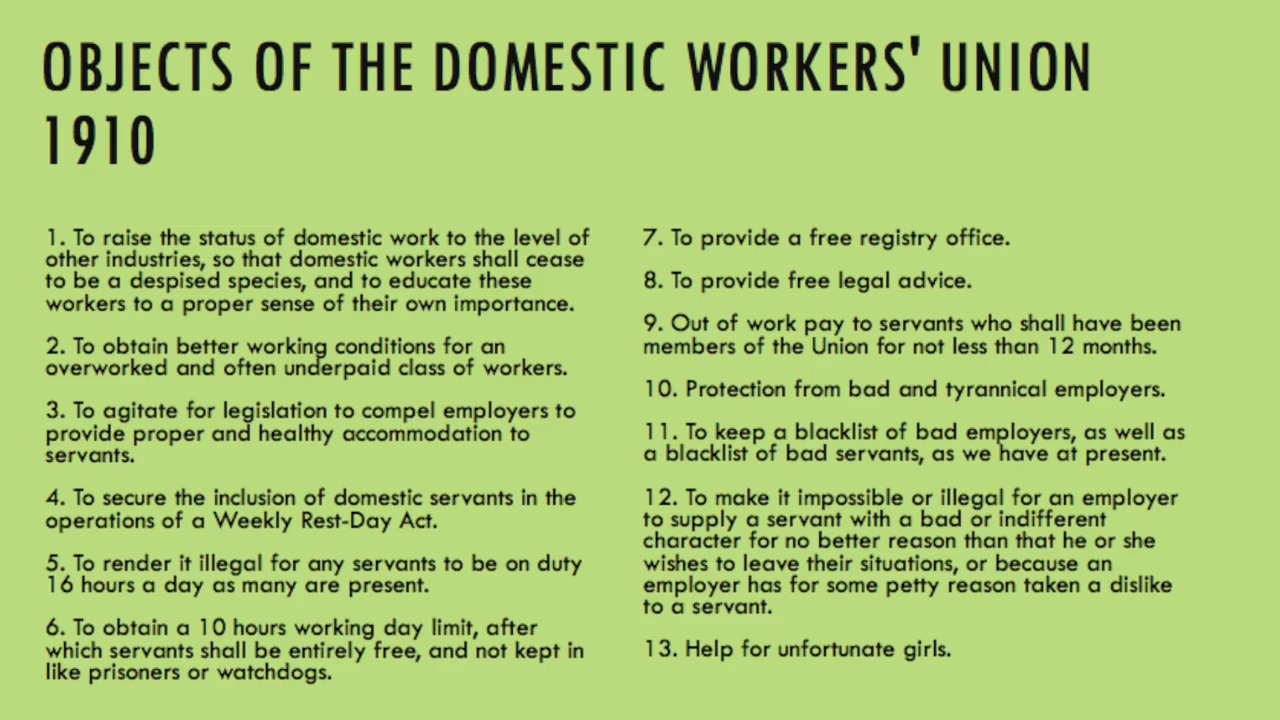 OBJECTS OF THE DOMESTIC WORKERS' UNION
1910
1. To raise the status of domestic work to the level of
other industries, so that domestic workers shall cease
to be a despised species, and to educate these
workers to a proper sense of their own importance.
2. To obtain better working conditions for an
overworked and often underpaid class of workers.
3. To agitate for legislation to compel employers to
provide proper and healthy accommodation to
servants.
4. To secure the inclusion of domestic servants in the
operations of a Weekly Rest-Day Act.
5. To render it illegal for any servants to be on duty
16 hours a day as many are present.
6. To obtain a 10 hours working day limit, after
which servants shall be entirely free, and not kept in
like prisoners or watchdogs.
7. To provide a free registry office.
8. To provide free legal advice.
9. Out of work pay to servants who shall have been
members of the Union for not less than 12 months.
10. Protection from bad and tyrannical employers.
11. To keep a blacklist of bad employers, as well as
a blacklist of bad servants, as we have at present.
12. To make it impossible or illegal for an employer
to supply a servant with a bad or indifferent
character for no better reason than that he or she
wishes to leave their situations, or because an
employer has for some petty reason taken a dislike
to a servant.
13. Help for unfortunate girls.